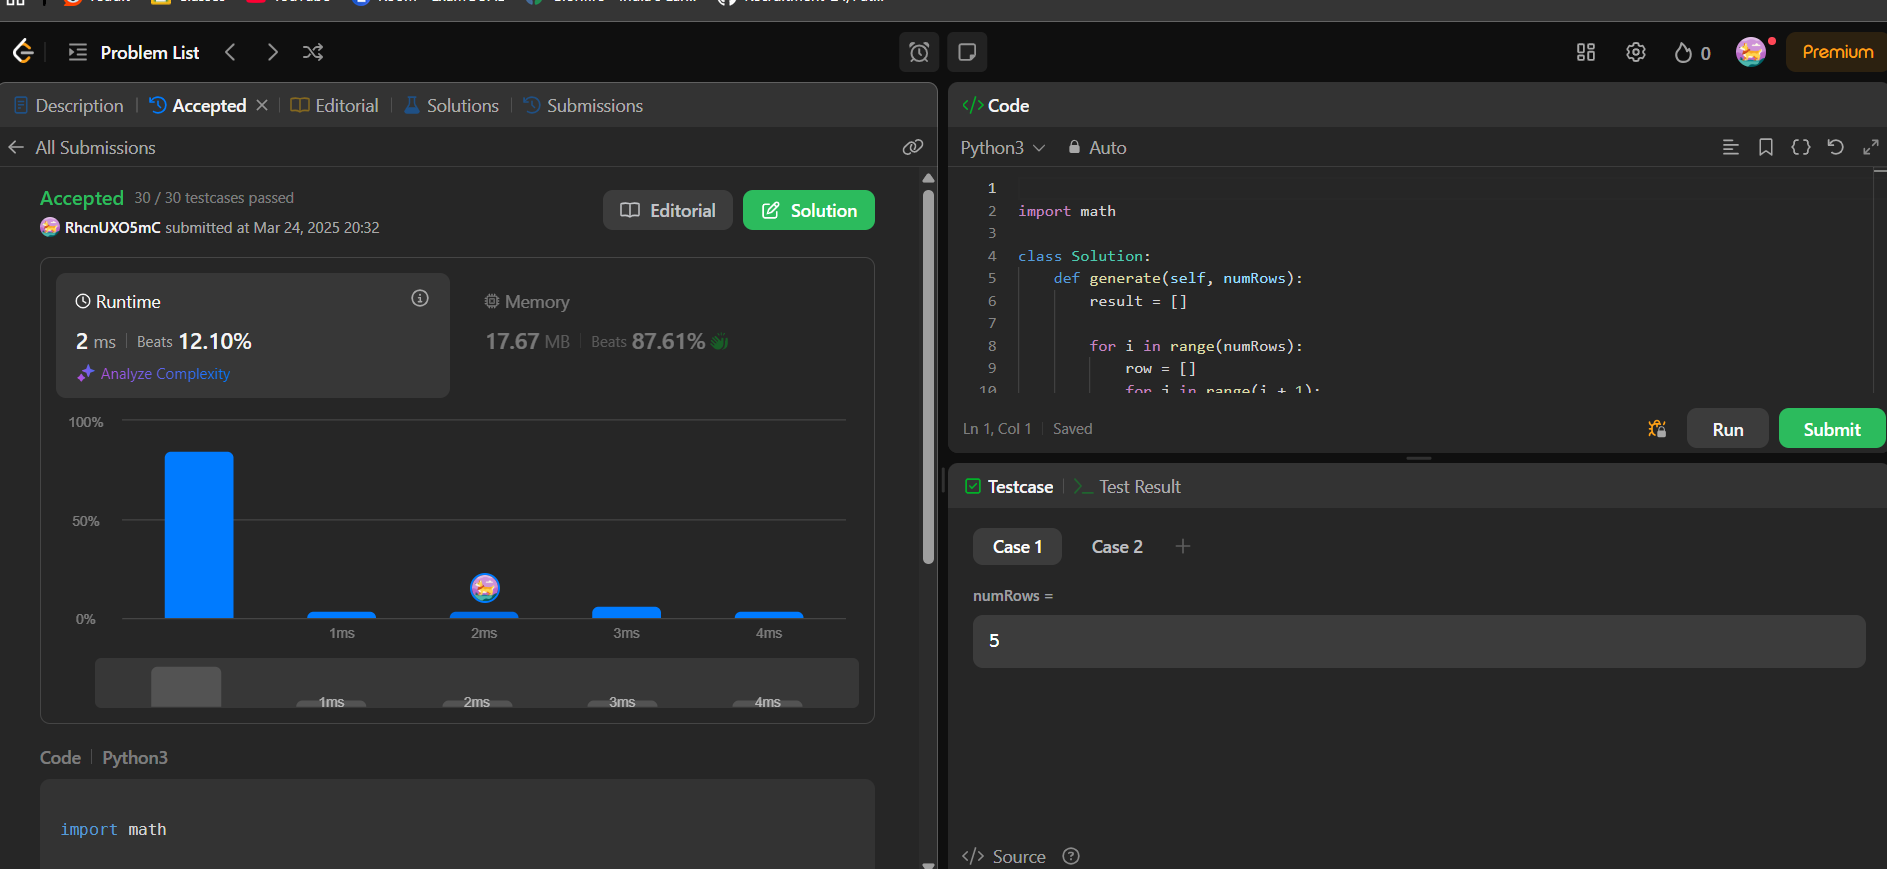 Problem List
0
Premium
Description
Accepted
Editorial
Solutions
Submissions
All Submissions
Accepted 30 / 30 testcases passed
RhcnUXO5mC submitted at Mar 24, 2025 20:32
Editorial
Solution
Runtime
2 ms | Beats 12.10%
Analyze Complexity
Memory
17.67 MB | Beats 87.61%
100%
50%
0%
1ms
2ms
3ms
4ms
1ms
2ms
3ms
4ms
Code | Python3
import math
</> Code
Python3
Auto
1
2 import math
3
4 class Solution:
5 def generate(self, numRows):
6 result = []
7
8 for i in range(numRows):
9 row = []
10 for j in range(i + 1):
Ln 1, Col 1 | Saved
Run
Submit
Testcase
Test Result
Case 1
Case 2
numRows =
5
</> Source